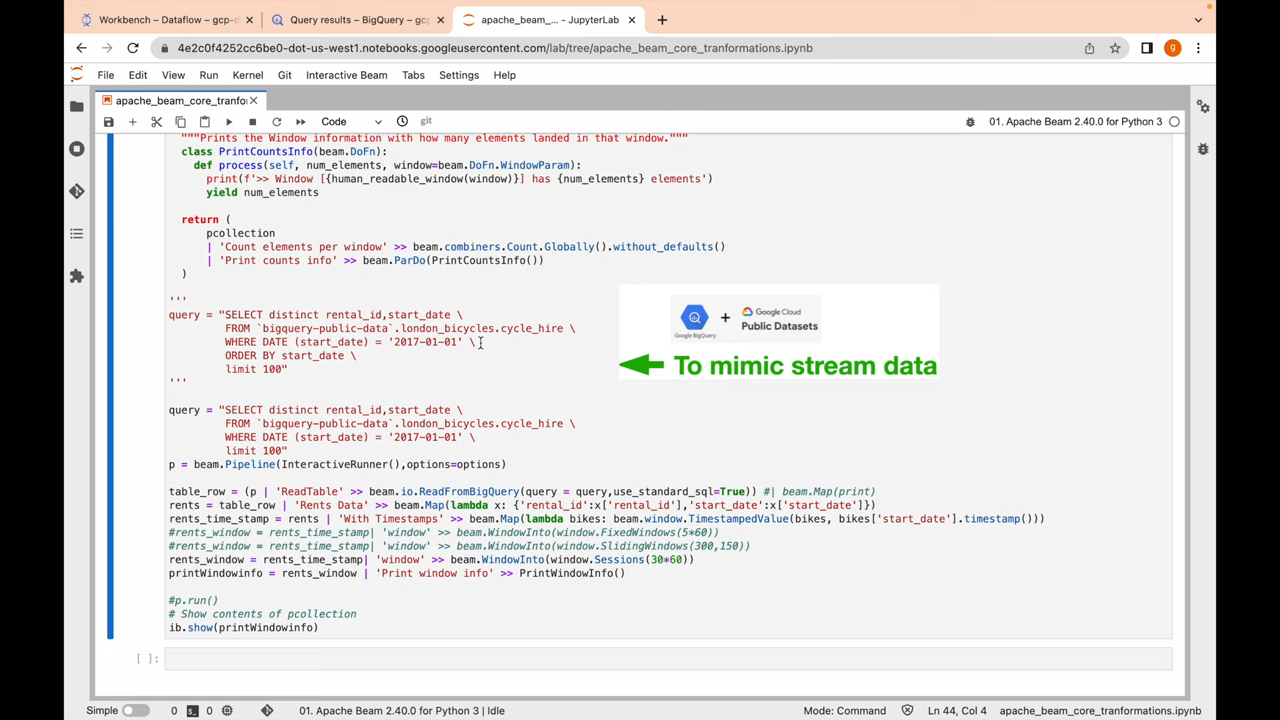 Workbench – Dataflow – gcp-d
Query results – BigQuery – gcp
apache_beam_... - JupyterLab
4e2c0f4252cc6be0-dot-us-west1.notebooks.googleusercontent.com/lab/tree/apache_beam_core_tranformations.ipynb
g
File Edit View Run Kernel Git Interactive Beam Tabs Settings Help
apache_beam_core_tranfor
Code
git
01. Apache Beam 2.40.0 for Python 3
"""Prints the Window information with how many elements landed in that window."""
class PrintCountsInfo(beam.DoFn):
def process(self, num_elements, window=beam.DoFn.WindowParam):
print(f'>> Window [{human_readable_window(window)}] has {num_elements} elements')
yield num_elements
return (
pcollection
| 'Count elements per window' >> beam.combiners.Count.Globally().without_defaults()
| 'Print counts info' >> beam.ParDo(PrintCountsInfo())
)
'''
query = "SELECT distinct rental_id,start_date \
FROM `bigquery-public-data`.london_bicycles.cycle_hire \
WHERE DATE (start_date) = '2017-01-01' \
ORDER BY start_date \
limit 100"
'''
Google BigQuery
+
Google Cloud
Public Datasets
To mimic stream data
query = "SELECT distinct rental_id,start_date \
FROM `bigquery-public-data`.london_bicycles.cycle_hire \
WHERE DATE (start_date) = '2017-01-01' \
limit 100"
p = beam.Pipeline(InteractiveRunner(),options=options)
table_row = (p | 'ReadTable' >> beam.io.ReadFromBigQuery(query = query,use_standard_sql=True)) #| beam.Map(print)
rents = table_row | 'Rents Data' >> beam.Map(lambda x: {'rental_id':x['rental_id'],'start_date':x['start_date']})
rents_time_stamp = rents | 'With Timestamps' >> beam.Map(lambda bikes: beam.window.TimestampedValue(bikes, bikes['start_date'].timestamp()))
#rents_window = rents_time_stamp| 'window' >> beam.WindowInto(window.FixedWindows(5*60))
#rents_window = rents_time_stamp| 'window' >> beam.WindowInto(window.SlidingWindows(300,150))
rents_window = rents_time_stamp| 'window' >> beam.WindowInto(window.Sessions(30*60))
printWindowinfo = rents_window | 'Print window info' >> PrintWindowInfo()
#p.run()
# Show contents of pcollection
ib.show(printWindowinfo)
[ ]:
Simple 0 0 01. Apache Beam 2.40.0 for Python 3 | Idle Mode: Command Ln 44, Col 4 apache_beam_core_tranformations.ipynb